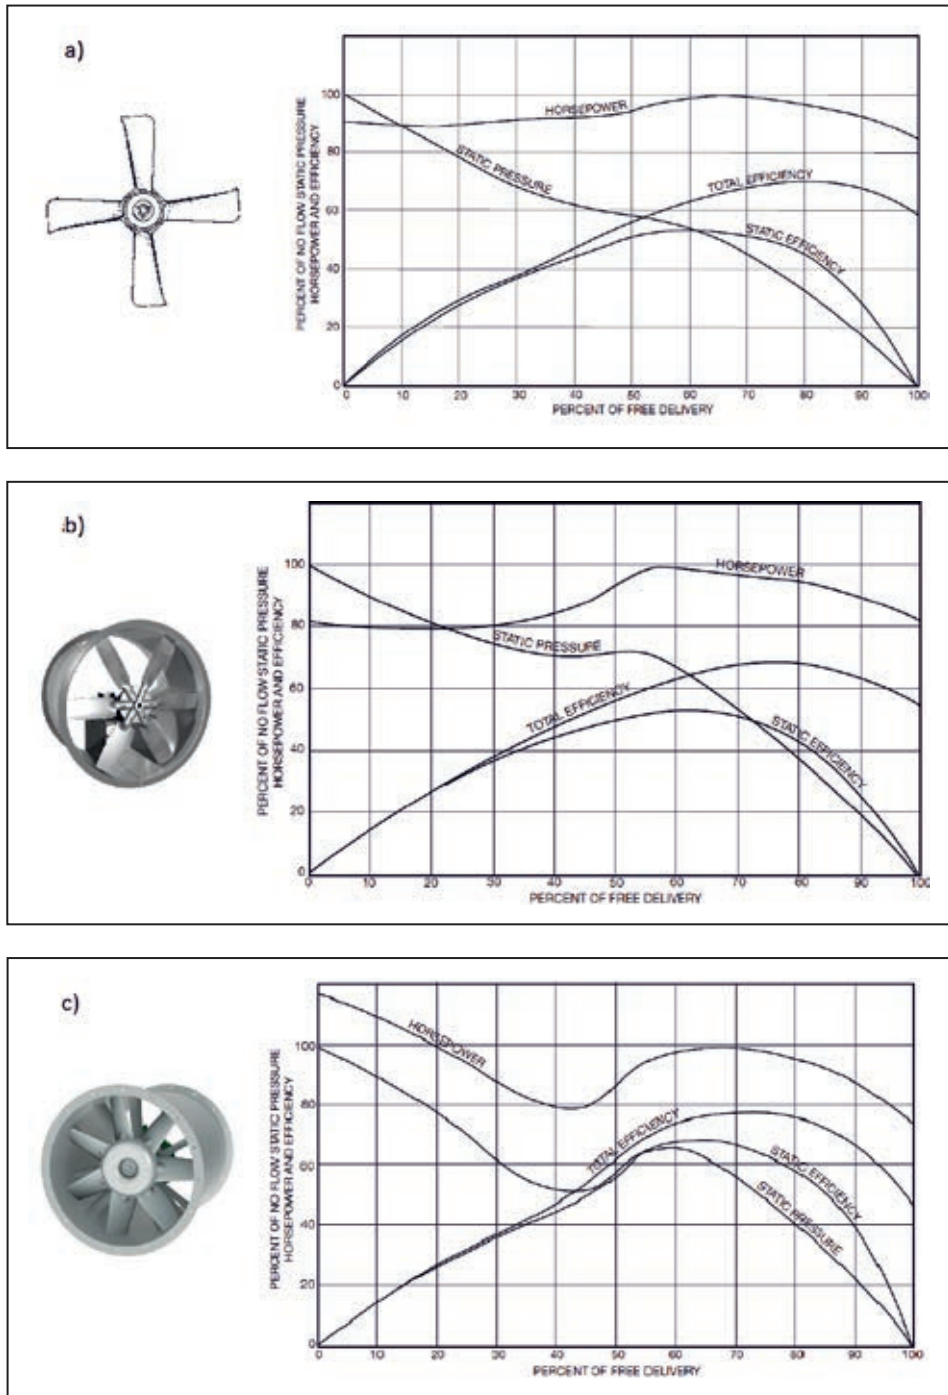 a)
PERCENT OF NO FLOW STATIC PRESSURE
HORSEPOWER AND EFFICIENCY
100
80
60
40
20
0
HORSEPOWER
STATIC PRESSURE
TOTAL EFFICIENCY
STATIC EFFICIENCY
0 10 20 30 40 50 60 70 80 90 100
PERCENT OF FREE DELIVERY
b)
PERCENT OF NO FLOW STATIC PRESSURE
HORSEPOWER AND EFFICIENCY
100
80
60
40
20
0
HORSEPOWER
STATIC PRESSURE
TOTAL EFFICIENCY
STATIC EFFICIENCY
0 10 20 30 40 50 60 70 80 90 100
PERCENT OF FREE DELIVERY
c)
PERCENT OF NO FLOW STATIC PRESSURE
HORSEPOWER AND EFFICIENCY
100
80
60
40
20
0
HORSEPOWER
TOTAL EFFICIENCY
STATIC EFFICIENCY
STATIC PRESSURE
0 10 20 30 40 50 60 70 80 90 100
PERCENT OF FREE DELIVERY